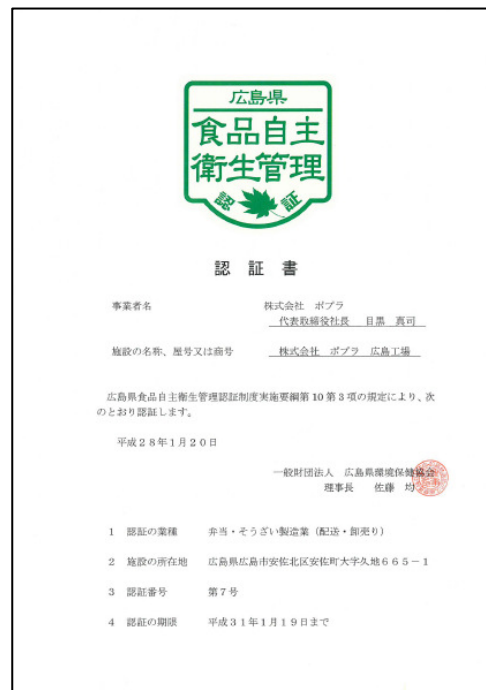 広島県
食品自主
衛生管理
認証
認証書
事業者名 株式会社 ポプラ
代表取締役社長 目黒 真司
施設の名称、屋号又は商号 株式会社 ポプラ 広島工場
広島県食品自主衛生管理認証制度実施要綱第10第3項の規定により、次
のとおり認証します。
平成28年1月20日
一般財団法人 広島県環境保健協会
理事長 佐藤 均
1 認証の業種 弁当・そうざい製造業（配送・卸売り）
2 施設の所在地 広島県広島市安佐北区安佐町大字久地665－1
3 認証番号 第7号
4 認証の期限 平成31年1月19日まで